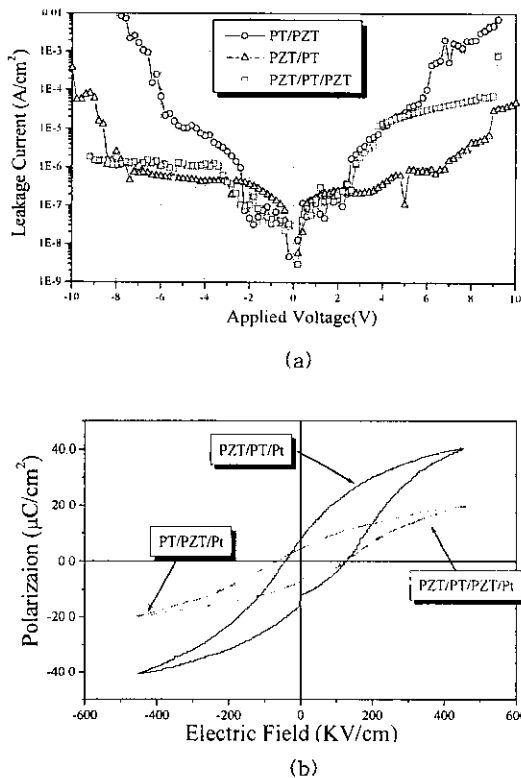 0.01
1E-3
1E-4
1E-5
1E-6
1E-7
1E-8
1E-9
Leakage Current (A/cm²)
PT/PZT
PZT/PT
PZT/PT/PZT
-10 -8 -6 -4 -2 0 2 4 6 8 10
Applied Voltage(V)
(a)
40.0
20.0
0.0
-20.0
-40.0
Polarizaion (μC/cm²)
PZT/PT/Pt
PT/PZT/Pt
PZT/PT/PZT/Pt
-600 -400 -200 0 200 400 600
Electric Field (KV/cm)
(b)